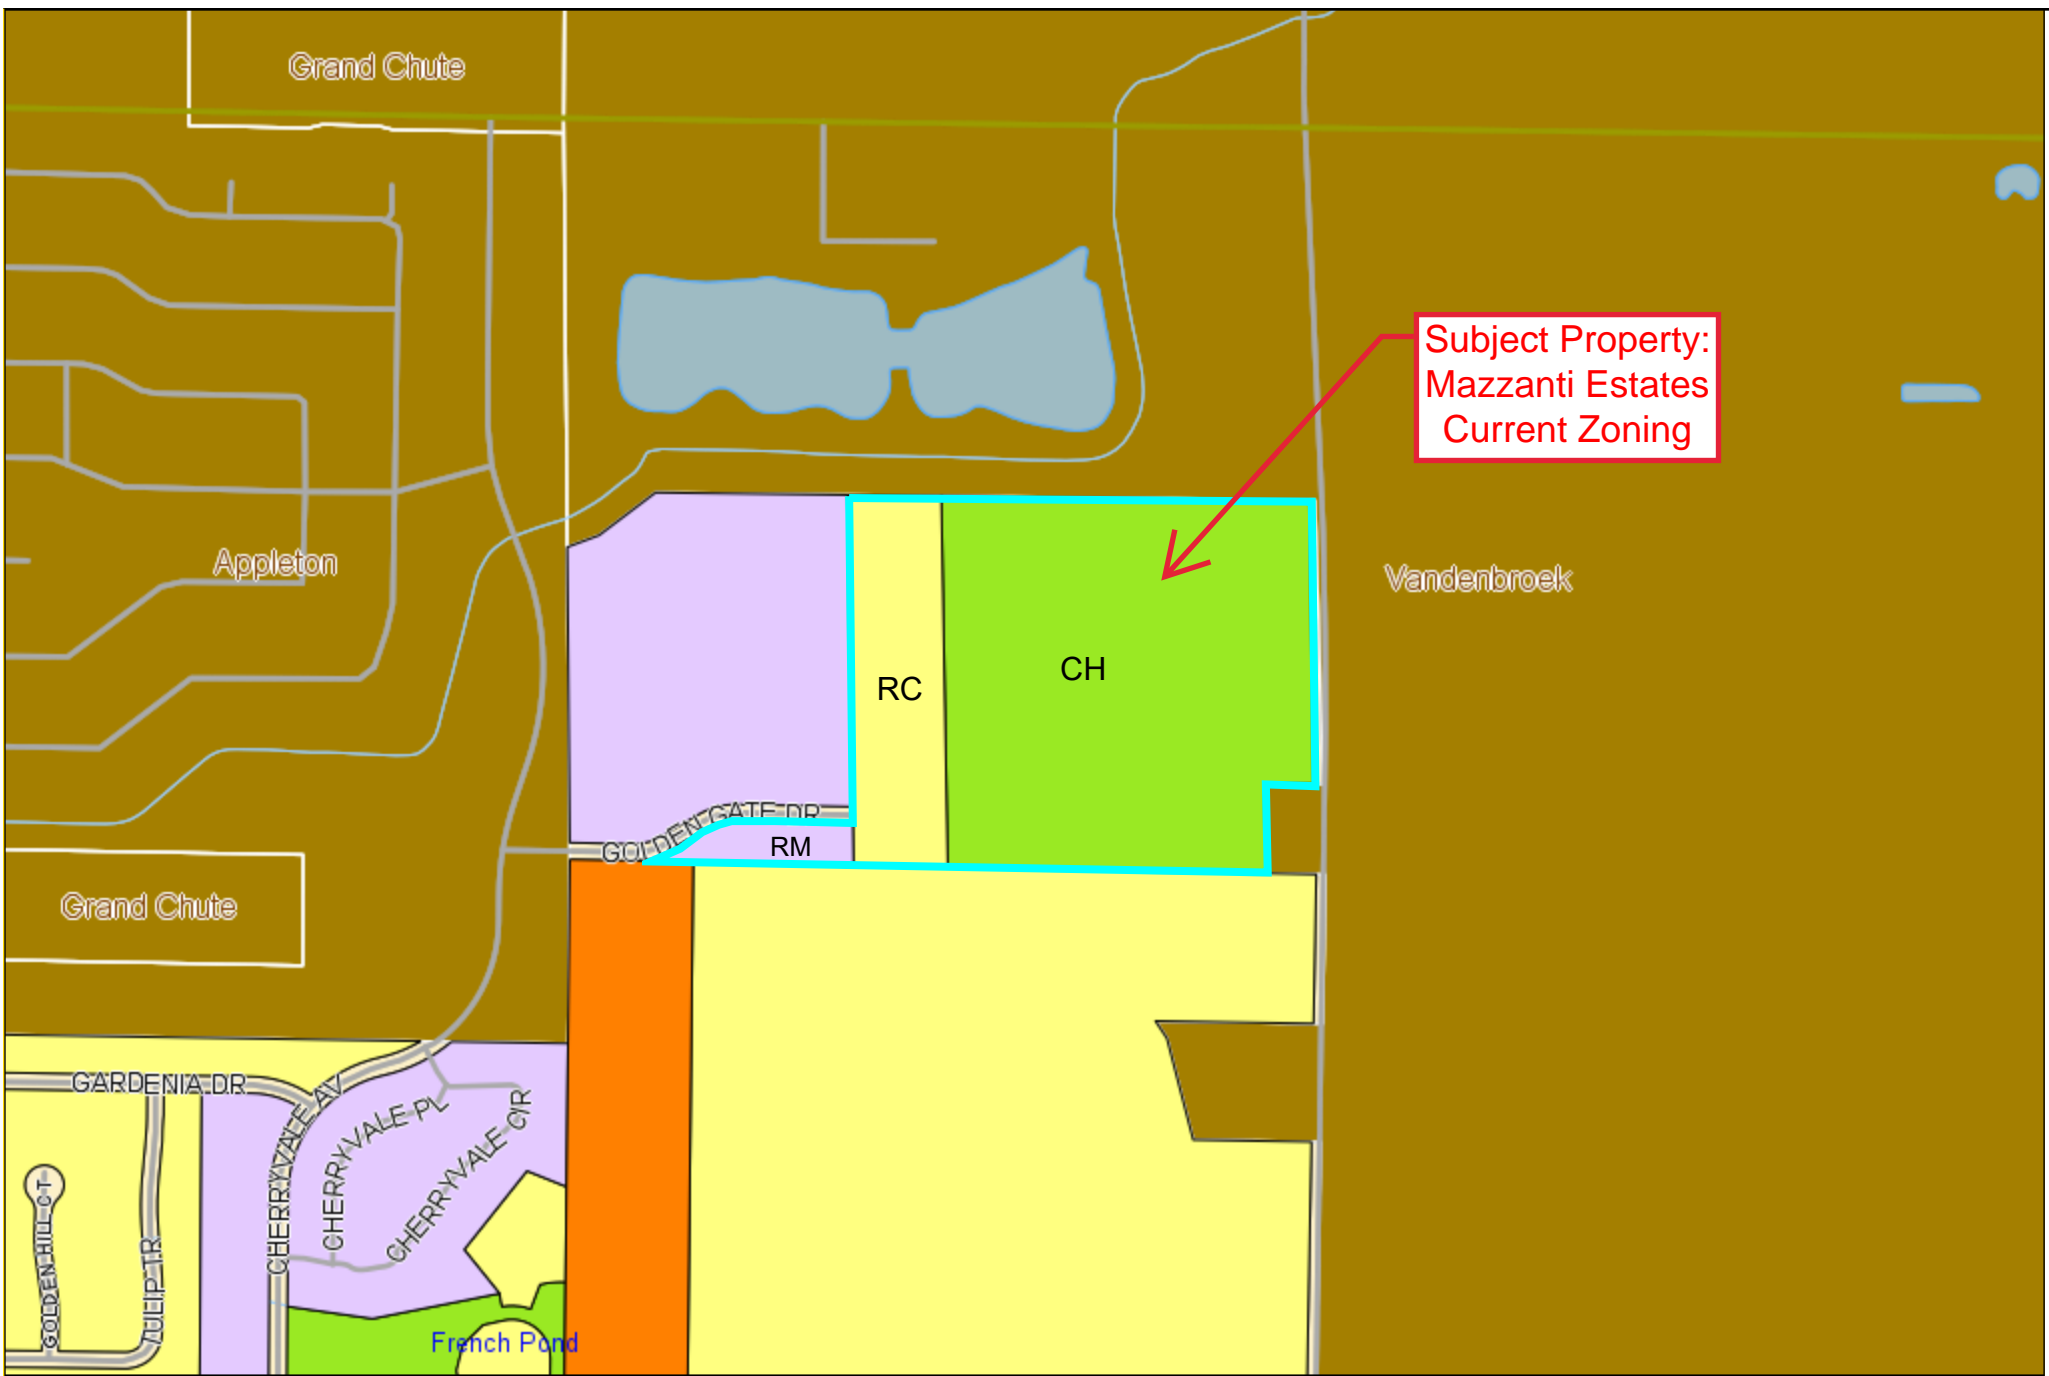 Grand Chute
Subject Property:
Mazzanti Estates
Current Zoning
Appleton
Vandenbroek
RC
CH
GOLDEN GATE DR
RM
Grand Chute
GARDENIA DR
CHERRYVALE AV
CHERRYVALE PL
CHERRYVALE CIR
GOLDEN HILL CT
TULIP TR
French Pond